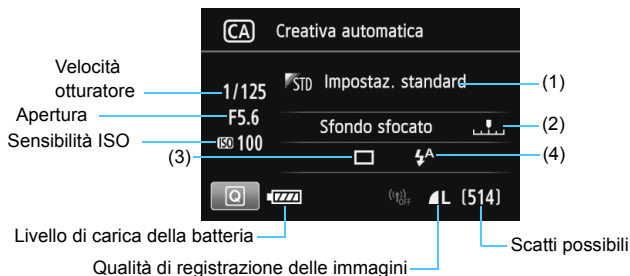 CA Creativa automatica
Velocità
otturatore
1/125
STD Impostaz. standard
(1)
Apertura
F5.6
Sfondo sfocato
(2)
Sensibilità ISO
ISO 100
(3)
A
(4)
Q
OFF
L [514]
Livello di carica della batteria
Scatti possibili
Qualità di registrazione delle immagini